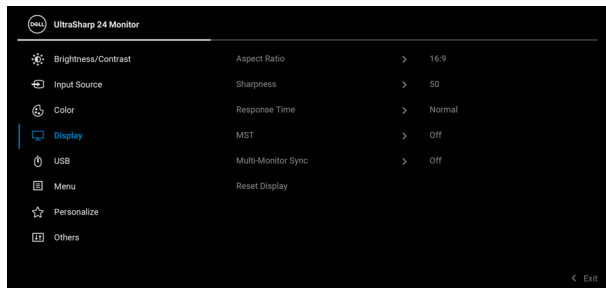 DELL UltraSharp 24 Monitor
Brightness/Contrast Aspect Ratio > 16:9
Input Source Sharpness > 50
Color Response Time > Normal
Display MST > Off
USB Multi-Monitor Sync > Off
Menu Reset Display
Personalize
Others
< Exit